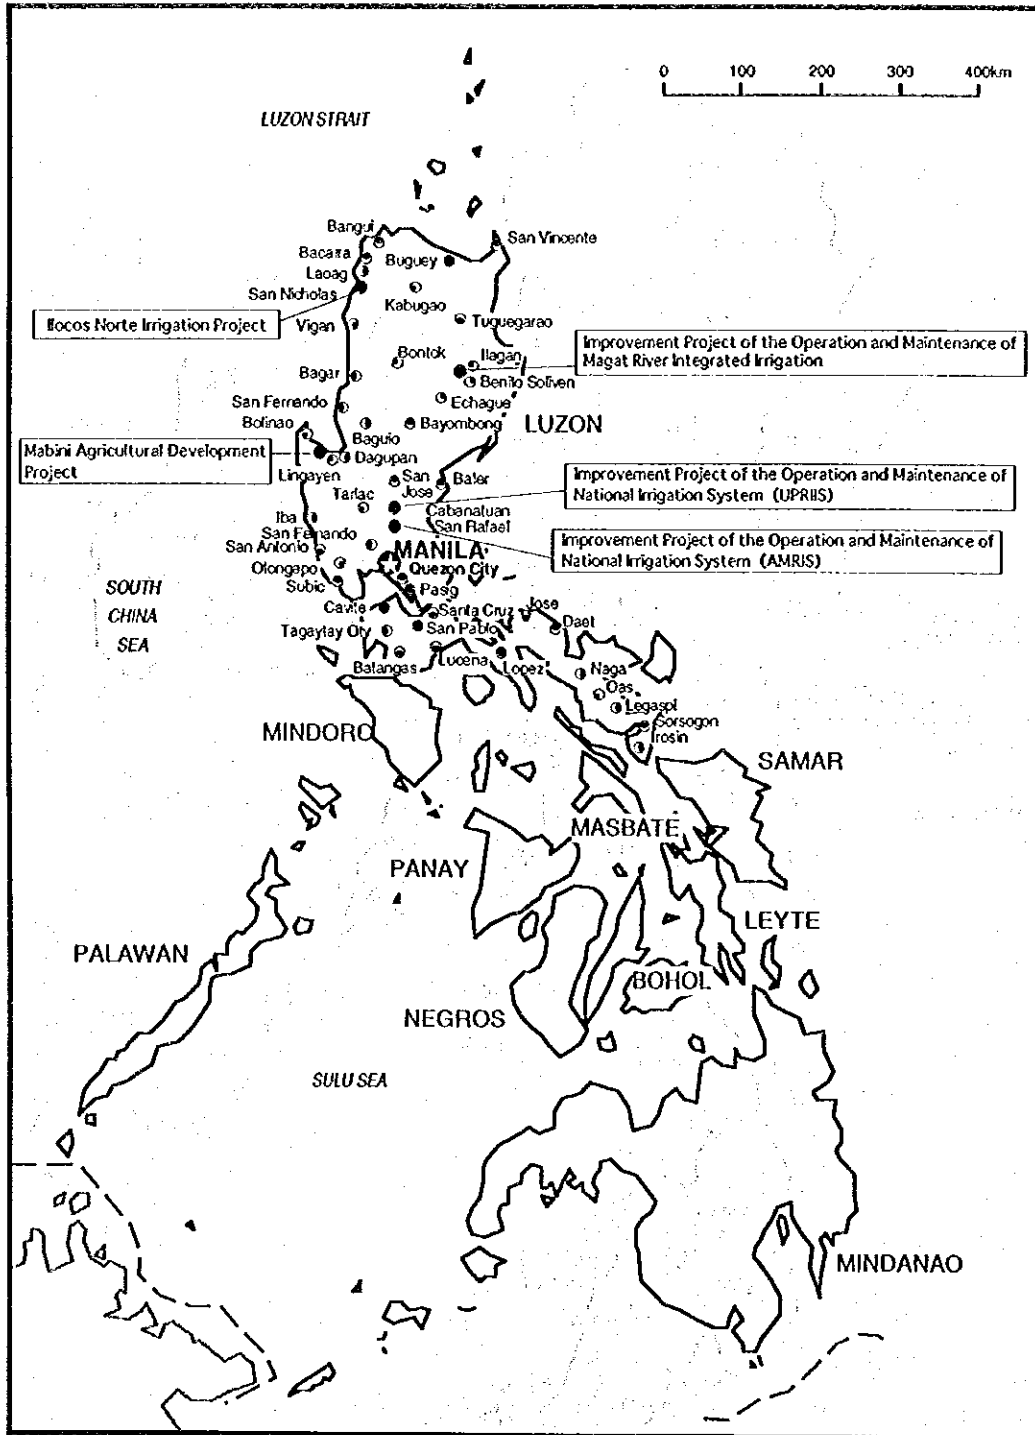 0 100 200 300 400km
LUZON STRAIT
Bangui
San Vincente
Bacarra
Buguey
Laoag
San Nicholas
Kabugao
Ilocos Norte Irrigation Project
Vigan
Tuguegarao
Improvement Project of the Operation and Maintenance of
Magat River Integrated Irrigation
Bontok
Ilagan
Bagar
Benito Soliven
Echague
San Fernando
LUZON
Bolinao
Baguio
Bayombong
Mabini Agricultural Development
Project
Dagupan
Lingayen
San
Jose
Baler
Improvement Project of the Operation and Maintenance of
National Irrigation System (UPRIIS)
Tarlac
Cabanatuan
Iba
San Rafael
San Fernando
Improvement Project of the Operation and Maintenance of
National Irrigation System (AMRIS)
San Antonio
MANILA
Olongapo
Quezon City
Subic
Pasig
SOUTH
CHINA
SEA
Cavite
Santa Cruz
Jose
Daet
Tagaytay City
San Pablo
Batangas
Lucena
Lopez
Naga
Oas
Legaspi
Sorsogon
Irosin
MINDORO
SAMAR
MASBATE
PANAY
LEYTE
PALAWAN
BOHOL
NEGROS
SULU SEA
MINDANAO